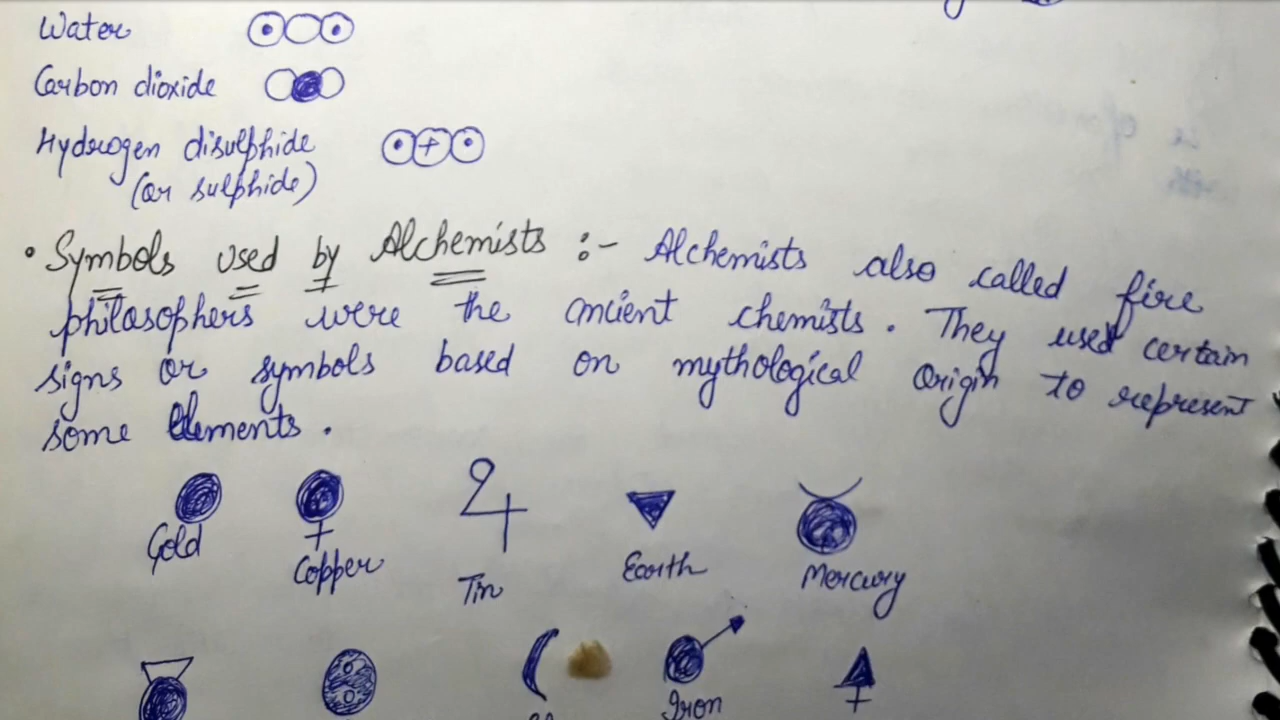 Water
Carbon dioxide
Hydrogen disulphide
(or sulphide)
• Symbols used by Alchemists :- Alchemists also called fire
philosophers were the ancient chemists. They used certain
signs or symbols based on mythological origin to represent
some elements.
Gold Copper Tin Earth Mercury
Iron